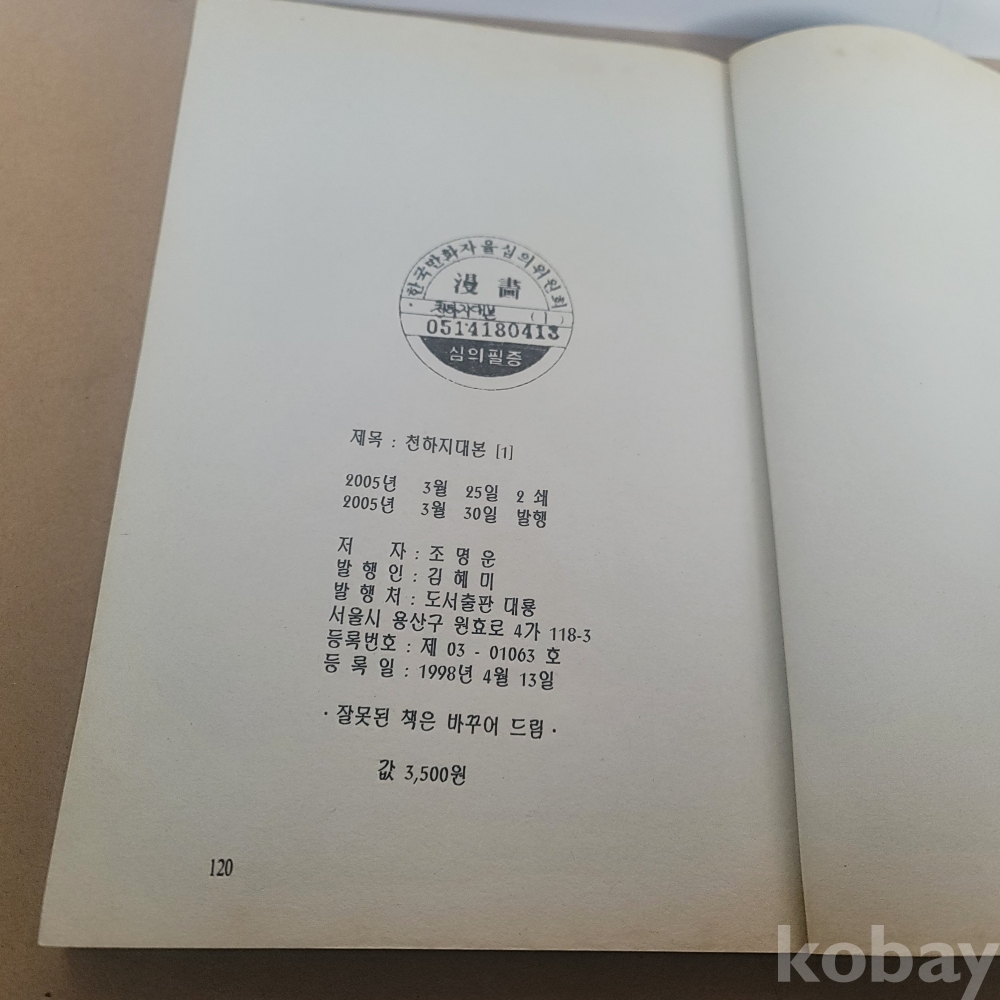 한국만화자율심의위원회
漫畵
천하지대본 (1)
0514180413
심의필증
제목 : 천하지대본 [1]
2005년 3월 25일 2 쇄
2005년 3월 30일 발행
저 자 : 조 명 운
발 행 인 : 김 혜 미
발 행 처 : 도서출판 대룡
서울시 용산구 원효로 4가 118-3
등록번호 : 제 03 - 01063 호
등 록 일 : 1998년 4월 13일
· 잘못된 책은 바꾸어 드림 ·
값 3,500원
120
kobay